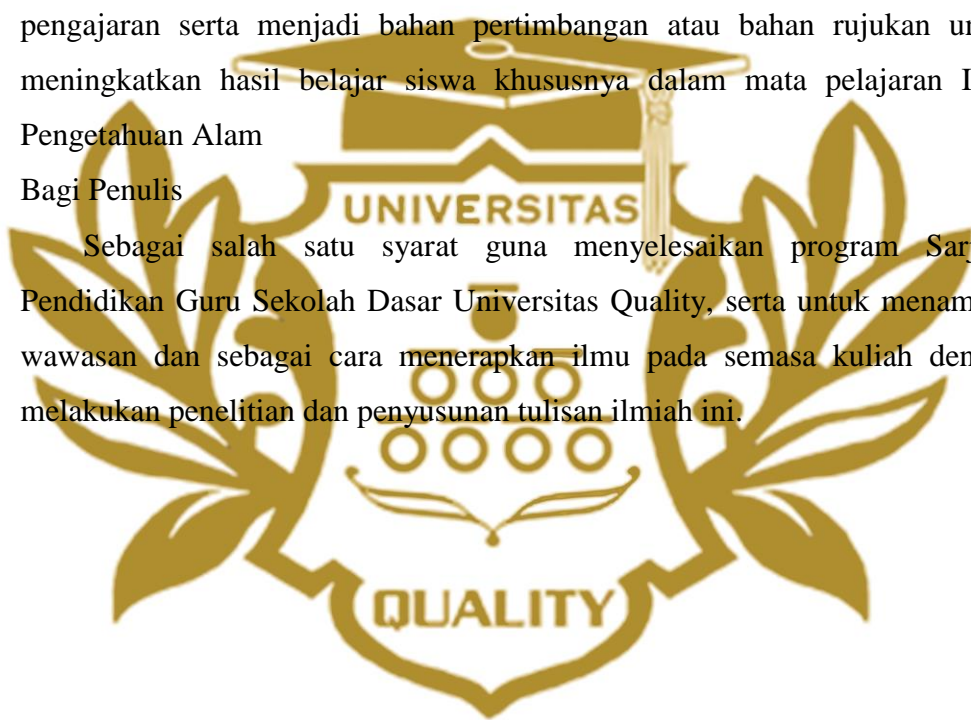 pengajaran serta menjadi bahan pertimbangan atau bahan rujukan un
meningkatkan hasil belajar siswa khususnya dalam mata pelajaran I
Pengetahuan Alam
Bagi Penulis
UNIVERSITAS
Sebagai salah satu syarat guna menyelesaikan program Sarj
Pendidikan Guru Sekolah Dasar Universitas Quality, serta untuk menam
wawasan dan sebagai cara menerapkan ilmu pada semasa kuliah den
melakukan penelitian dan penyusunan tulisan ilmiah ini.
QUALITY